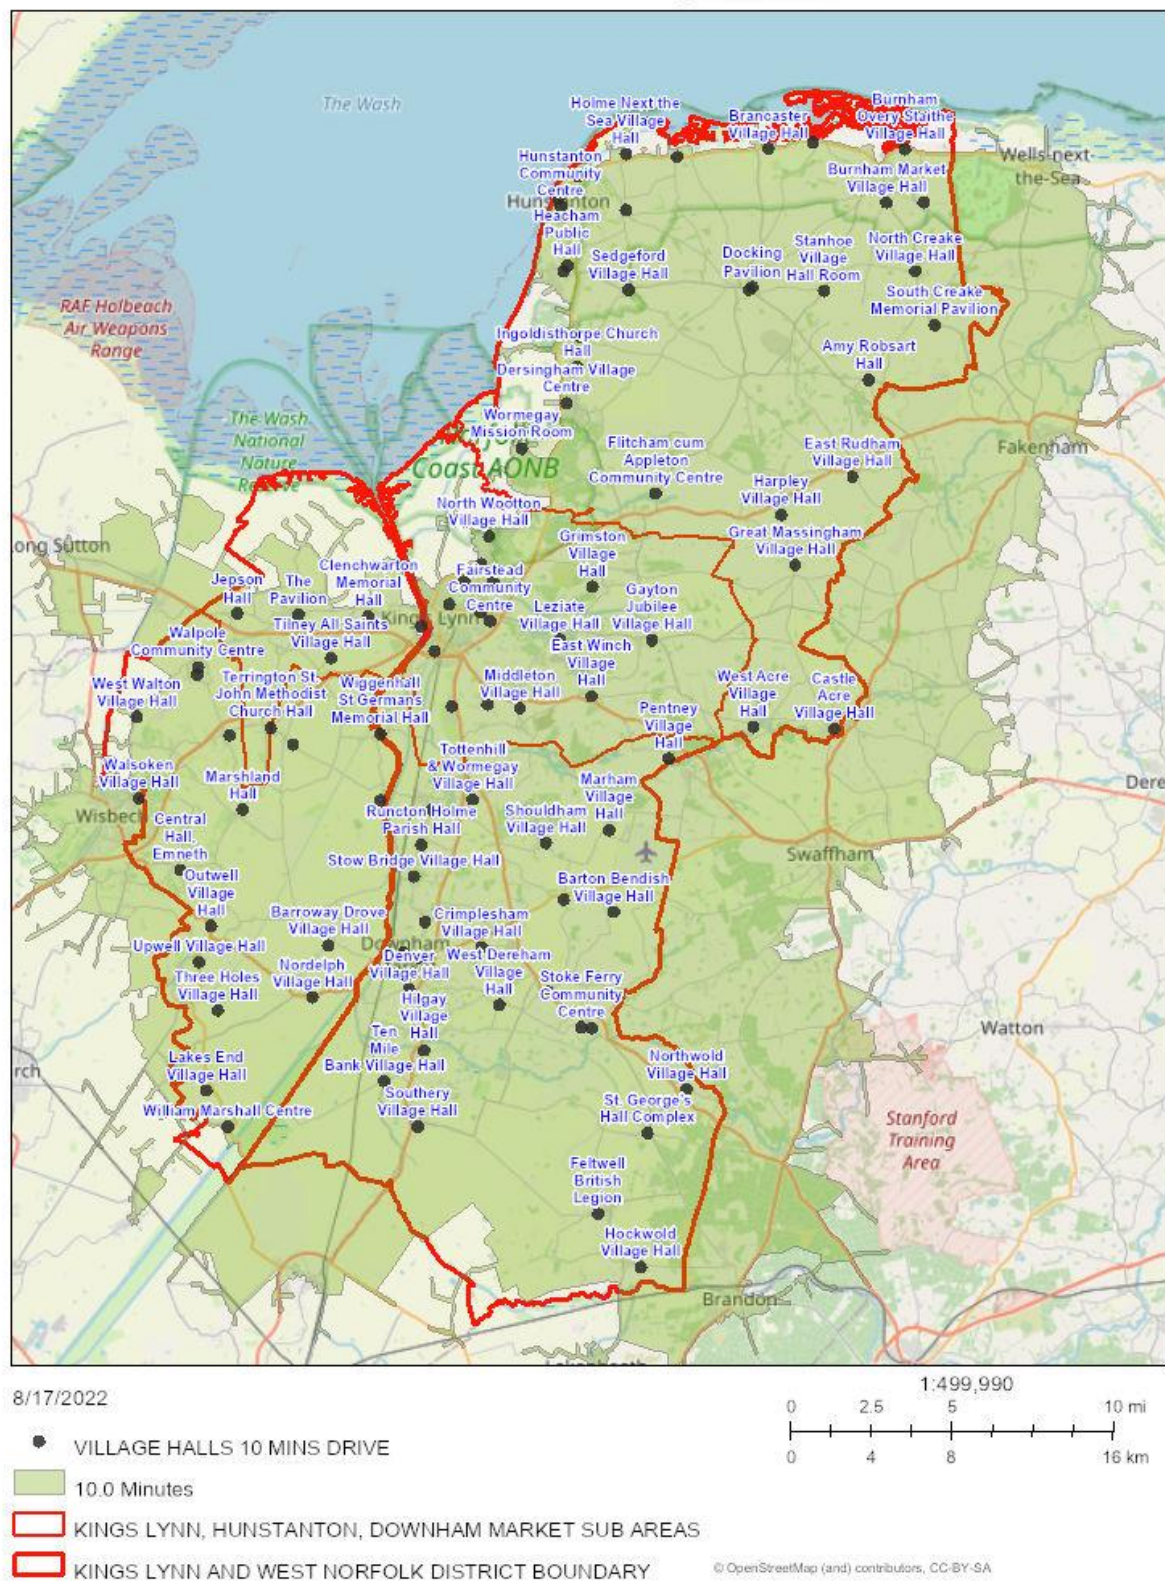 The Wash
Holme Next the
Sea Village
Hall
Brancaster
Village Hall
Burnham
Overy Staithe
Village Hall
Wells-next-
the-Sea
Hunstanton
Community
Centre
Hunstanton
Burnham Market
Village Hall
Heacham
Public
Hall
Sedgeford
Village Hall
Docking
Pavilion
Stanhoe
Village
Hall Room
North Creake
Village Hall
South Creake
Memorial Pavilion
RAF Holbeach
Air Weapons
Range
Ingoldisthorpe Church
Hall
Dersingham Village
Centre
Amy Robsart
Hall
The Wash
National
Nature
Reserve
Wormegay
Mission Room
Coast AONB
Flitcham cum
Appleton
Community Centre
East Rudham
Village Hall
Fakenham
Harpley
Village Hall
North Wootton
Village Hall
Great Massingham
Village Hall
Grimston
Village
Hall
ong Sutton
Jepson
Hall
The
Pavilion
Clenchwarton
Memorial
Hall
Fairstead
Community
Centre
King's Lynn
Leziate
Village Hall
Gayton
Jubilee
Village Hall
Walpole
Community Centre
Tilney All Saints
Village Hall
East Winch
Village
Hall
West Walton
Village Hall
Terrington St
John Methodist
Church Hall
Wiggenhall
St Germans
Memorial Hall
Middleton
Village Hall
West Acre
Village
Hall
Castle
Acre
Village Hall
Pentney
Village
Hall
Walsoken
Village Hall
Marshland
Hall
Tottenhill
& Wormegay
Village Hall
Marham
Village
Hall
Dere
Wisbech
Central
Hall,
Emneth
Runcton Holme
Parish Hall
Shouldham
Village Hall
Stow Bridge Village Hall
Swaffham
Outwell
Village
Hall
Barton Bendish
Village Hall
Barroway Drove
Village Hall
Crimplesham
Village Hall
Downham
Upwell Village Hall
Denver
Village Hall
West Dereham
Village
Hall
Three Holes
Village Hall
Nordelph
Village Hall
Stoke Ferry
Community
Centre
Hilgay
Village
Hall
Watton
Ten
Mile
Bank Village Hall
rch
Lakes End
Village Hall
Northwold
Village Hall
William Marshall Centre
Southery
Village Hall
St. George's
Hall Complex
Stanford
Training
Area
Feltwell
British
Legion
Hockwold
Village Hall
Brandon
8/17/2022
1:499,990
0 2.5 5 10 mi
0 4 8 16 km
VILLAGE HALLS 10 MINS DRIVE
10.0 Minutes
KINGS LYNN, HUNSTANTON, DOWNHAM MARKET SUB AREAS
KINGS LYNN AND WEST NORFOLK DISTRICT BOUNDARY
© OpenStreetMap (and) contributors, CC-BY-SA